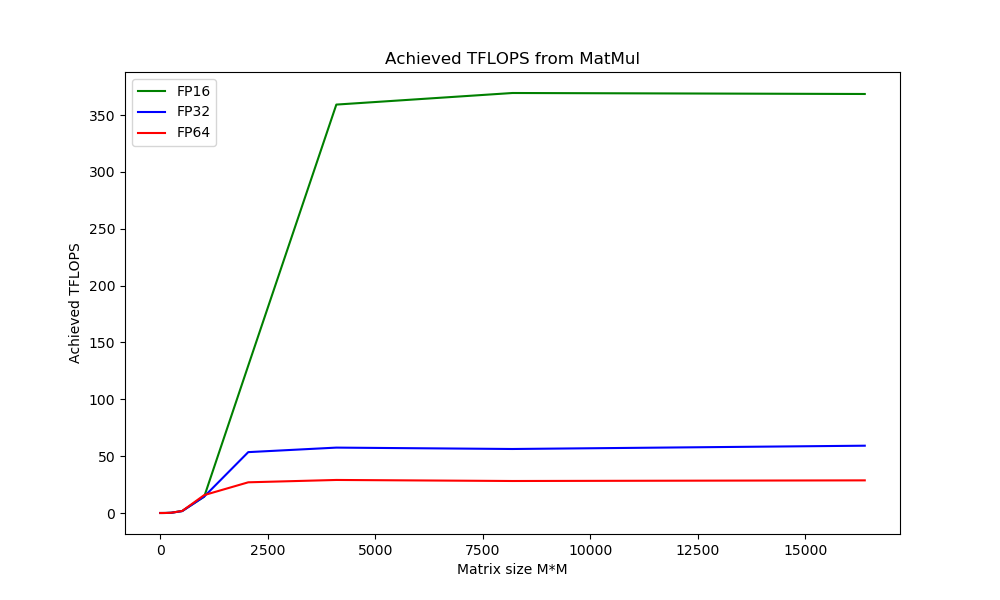 Achieved TFLOPS from MatMul
FP16
FP32
FP64
Achieved TFLOPS
350
300
250
200
150
100
50
0
0 2500 5000 7500 10000 12500 15000
Matrix size M*M